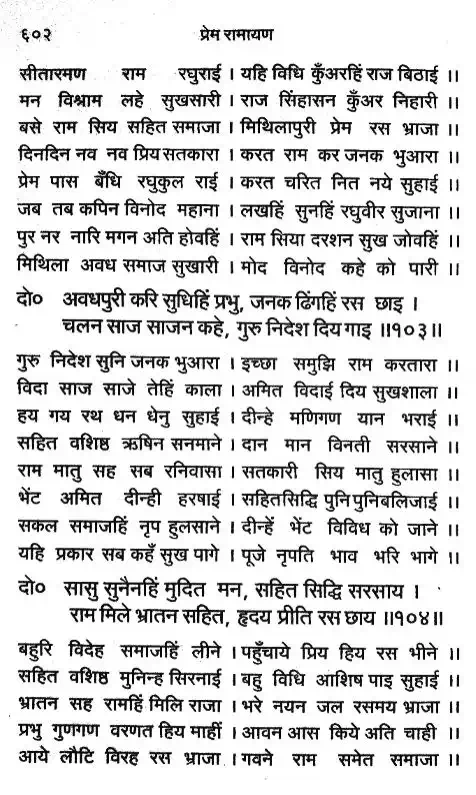 ६०२ प्रेम रामायण
सीतारमण राम रघुराई । यहि विधि कुँअरहिं राज बिठाई ।।
मन विश्राम लहे सुखसारी । राज सिंहासन कुँअर निहारी ।।
बसे राम सिय सहित समाजा । मिथिलापुरी प्रेम रस भ्राजा ।।
दिनदिन नव नव प्रिय सतकारा । करत राम कर जनक भुआरा ।।
प्रेम पास बँधि रघुकुल राई । करत चरित नित नये सुहाई ।।
जब तब कपिन विनोद महाना । लखहिं सुनहिं रघुवीर सुजाना ।।
पुर नर नारि मगन अति होवहिं । राम सिया दरशन सुख जोवहिं ।।
मिथिला अवध समाज सुखारी । मोद विनोद कहे को पारी ।।
दो० अवधपुरी करि सुधिहिं प्रभु, जनक ढिंगहिं रस छाइ ।
चलन साज साजन कहे, गुरु निदेश दिय गाइ ।।१०३।।
गुरु निदेश सुनि जनक भुआरा । इच्छा समुझि राम करतारा ।।
विदा साज साजे तेहिं काला । अमित विदाई दिय सुखशाला ।।
हय गय रथ धन धेनु सुहाई । दीन्हे मणिगण यान भराई ।।
सहित वशिष्ठ ऋषिन सनमाने । दान मान विनती सरसाने ।।
राम मातु सह सब रनिवासा । सतकारी सिय मातु हुलासा ।।
भेंट अमित दीन्ही हरषाई । सहितसिद्धि पुनि पुनिबलिजाई ।।
सकल समाजहिं नृप हुलसाने । दीन्हें भेंट विविध को जाने ।।
यहि प्रकार सब कहँ सुख पागे । पूजे नृपति भाव भरि भागे ।।
दो० सासु सुनैनहिं मुदित मन, सहित सिद्धि सरसाय ।
राम मिले भ्रातन सहित, हृदय प्रीति रस छाय ।।१०४।।
बहुरि विदेह समाजहिं लीने । पहुँचाये प्रिय हिय रस भीने ।।
सहित वशिष्ठ मुनिन्ह सिरनाई । बहु विधि आशिष पाइ सुहाई ।।
भ्रातन सह रामहिं मिलि राजा । भरे नयन जल रसमय भ्राजा ।।
प्रभु गुणगण वरणत हिय माहीं । आवन आस किये अति चाही ।।
आये लौटि विरह रस भ्राजा । गवने राम समेत समाजा ।।